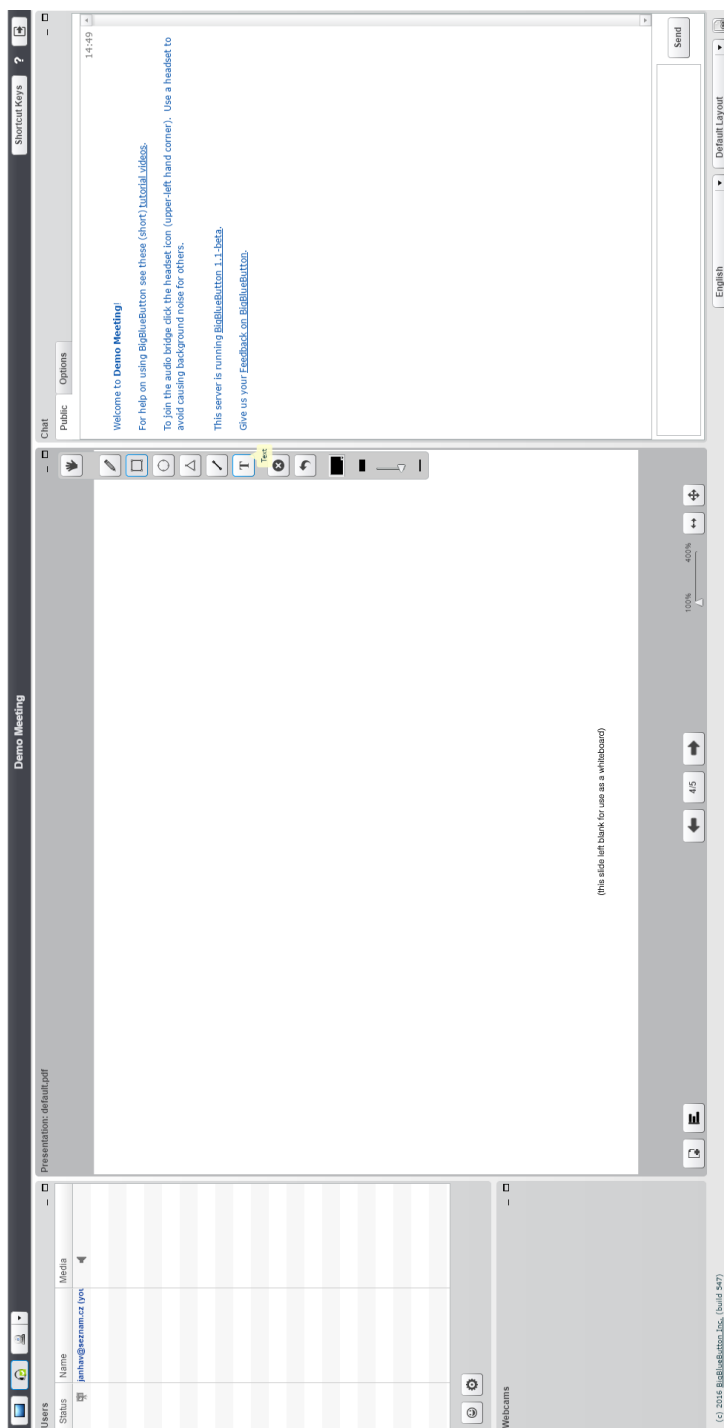 Demo Meeting
Shortcut Keys
?
Users
Status Name Media
janhav@seznam.cz (you
Webcams
Presentation: default.pdf
(this slide left blank for use as a whiteboard)
T
Text
4/5
100% 400%
Chat
Public Options
14:49
Welcome to Demo Meeting!
For help on using BigBlueButton see these (short) tutorial videos.
To join the audio bridge click the headset icon (upper-left hand corner). Use a headset to
avoid causing background noise for others.
This server is running BigBlueButton 1.1-beta.
Give us your Feedback on BigBlueButton.
Send
(c) 2016 BigBlueButton Inc. (build 547)
English
Default Layout